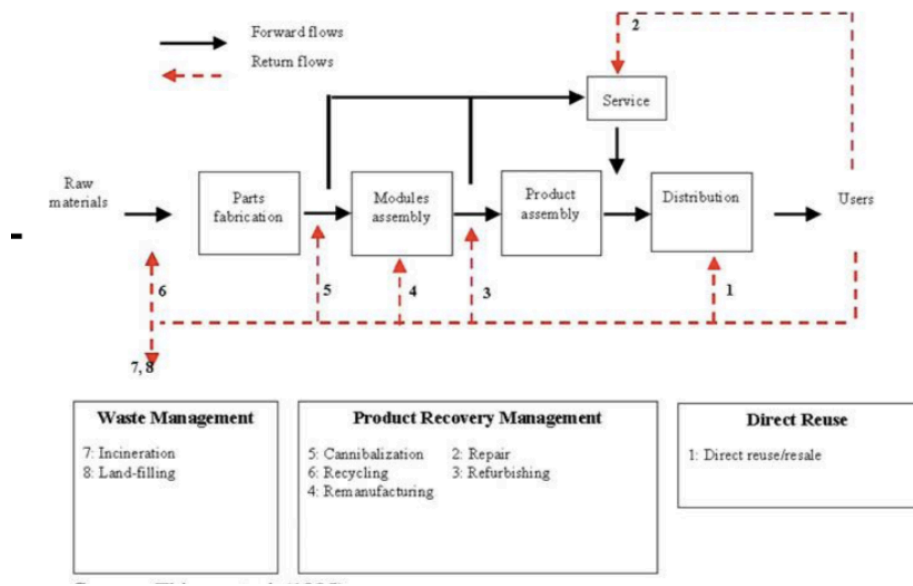 Forward flows
Return flows
2
Service
Raw
materials
Parts
fabrication
Modules
assembly
Product
assembly
Distribution
Users
6
5
4
3
1
7, 8
Waste Management
7: Incineration
8: Land-filling
Product Recovery Management
5: Cannibalization 2: Repair
6: Recycling 3: Refurbishing
4: Remanufacturing
Direct Reuse
1: Direct reuse/resale